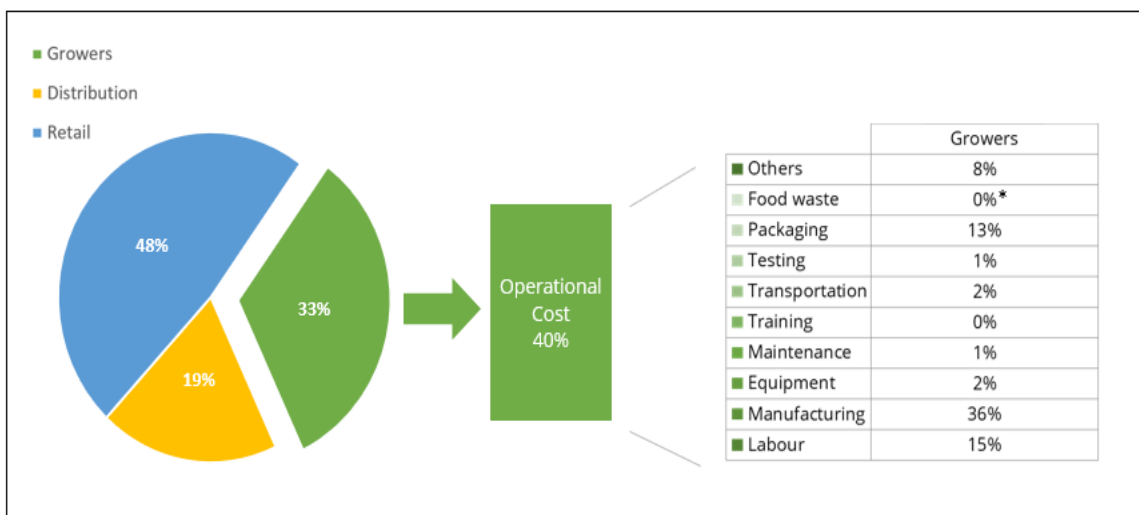 Growers
Distribution
Retail
48%
33%
19%
Operational
Cost
40%
Growers
Others 8%
Food waste 0%*
Packaging 13%
Testing 1%
Transportation 2%
Training 0%
Maintenance 1%
Equipment 2%
Manufacturing 36%
Labour 15%